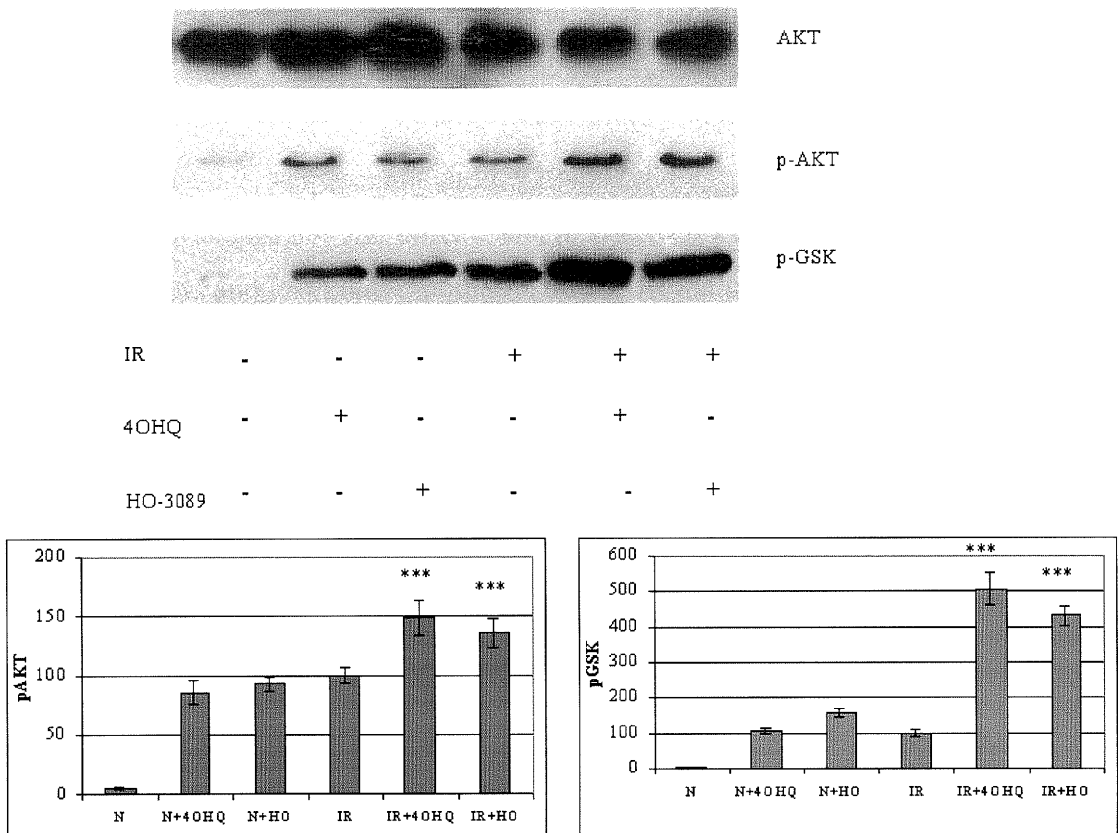 AKT
p-AKT
p-GSK
IR - - - + + +
4OHQ - + - - + -
HO-3089 - - + - - +
200
150
100
50
0
pAKT
*** ***
N N+4OHQ N+HO IR IR+4OHQ IR+HO
600
500
400
300
200
100
0
pGSK
*** ***
N N+4OHQ N+HO IR IR+4OHQ IR+HO